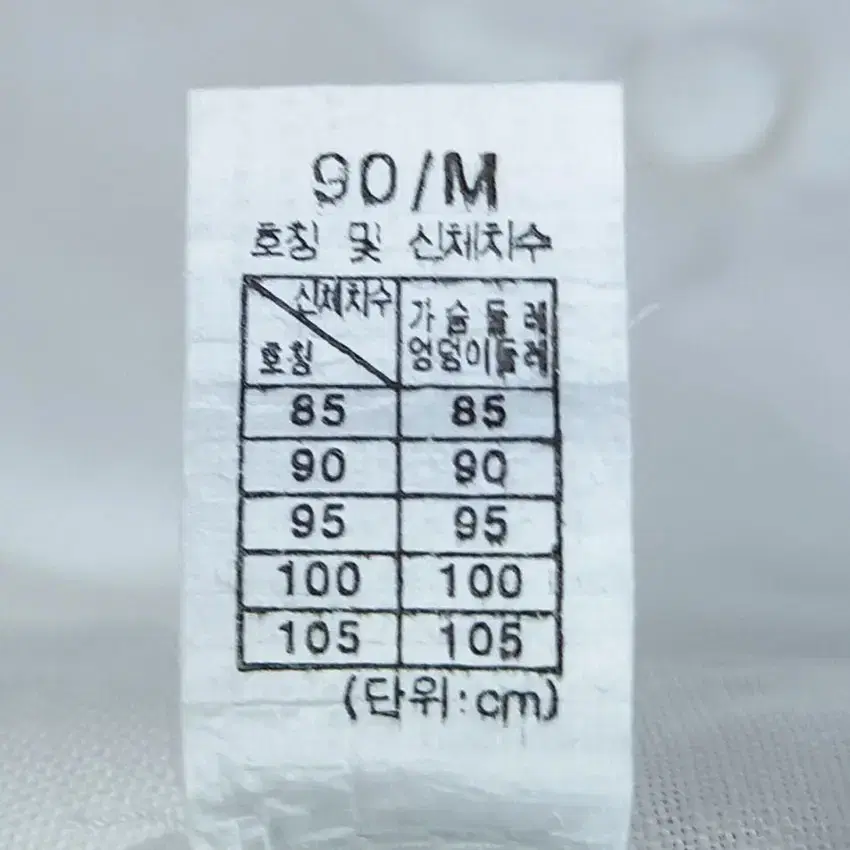 90/M
호칭 및 신체치수
신체치수
호칭
가슴둘레
엉덩이둘레
85 85
90 90
95 95
100 100
105 105
(단위:cm)